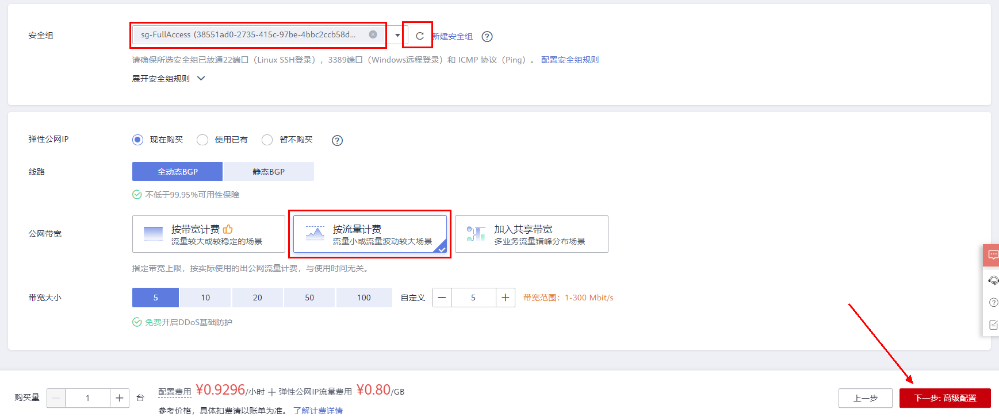 安全组
sg-FullAccess (38551ad0-2735-415c-97be-4bbc2ccb58d...
新建安全组
请确保所选安全组已放通22端口（Linux SSH登录），3389端口（Windows远程登录）和 ICMP 协议（Ping）。 配置安全组规则
展开安全组规则
弹性公网IP
现在购买 使用已有 暂不购买
线路
全动态BGP 静态BGP
不低于99.95%可用性保障
公网带宽
按带宽计费
流量较大或较稳定的场景
按流量计费
流量小或流量波动较大场景
加入共享带宽
多业务流量错峰分布场景
指定带宽上限，按实际使用的出公网流量计费，与使用时间无关。
带宽大小
5 10 20 50 100 自定义 5 带宽范围：1-300 Mbit/s
免费开启DDoS基础防护
购买量 1 台
配置费用 ¥0.9296/小时 + 弹性公网IP流量费用 ¥0.80/GB
参考价格，具体扣费请以账单为准。 了解计费详情
上一步 下一步: 高级配置